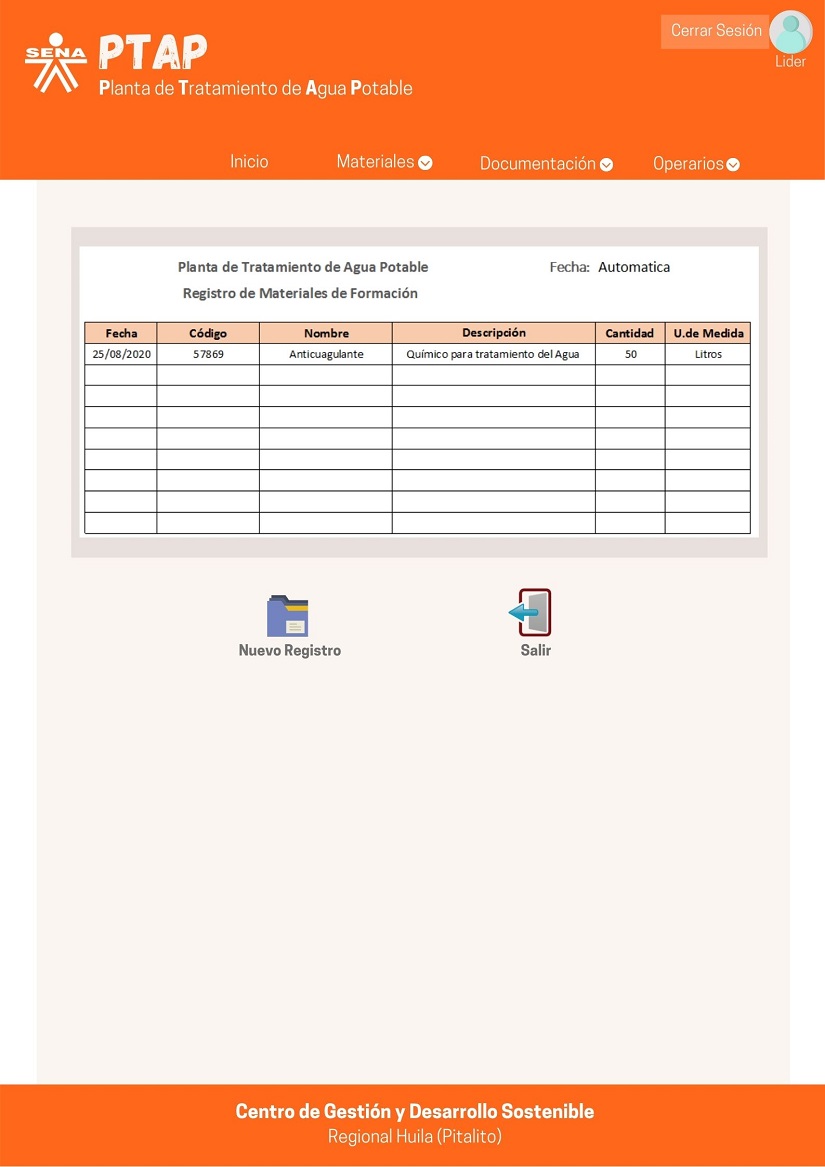 Cerrar Sesión
SENA
PTAP
Planta de Tratamiento de Agua Potable
Lider
Inicio Materiales Documentación Operarios
Planta de Tratamiento de Agua Potable Fecha: Automatica
Registro de Materiales de Formación
Fecha Código Nombre Descripción Cantidad U.de Medida
25/08/2020 57869 Anticuagulante Químico para tratamiento del Agua 50 Litros
Nuevo Registro Salir
Centro de Gestión y Desarrollo Sostenible
Regional Huila (Pitalito)